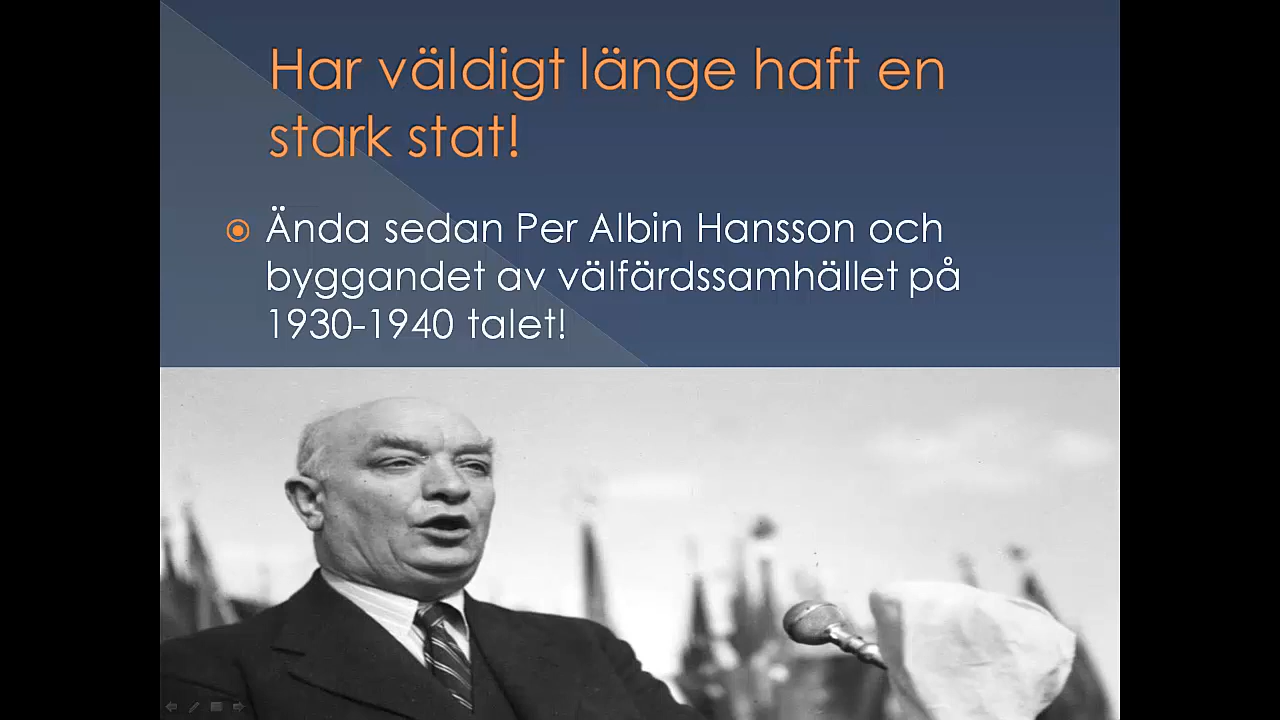 Har väldigt länge haft en
stark stat!
Ända sedan Per Albin Hansson och
byggandet av välfärdssamhället på
1930-1940 talet!